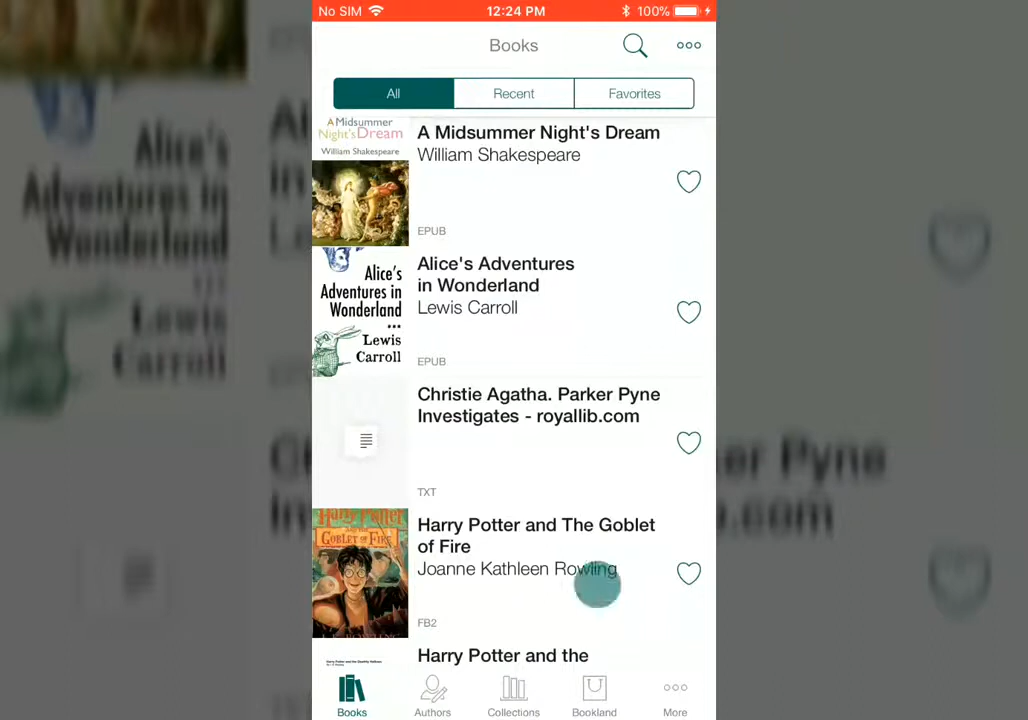 No SIM 12:24 PM 100%
Books
All Recent Favorites
A Midsummer
Night's Dream
William Shakespeare
A Midsummer Night's Dream
William Shakespeare
EPUB
Alice's
Adventures in
Wonderland
...
Lewis
Carroll
Alice's Adventures
in Wonderland
Lewis Carroll
EPUB
Christie Agatha. Parker Pyne
Investigates - royallib.com
TXT
Harry Potter
AND THE
GOBLET OF FIRE
Harry Potter and The Goblet
of Fire
Joanne Kathleen Rowling
FB2
Harry Potter and the
Books Authors Collections Bookland More